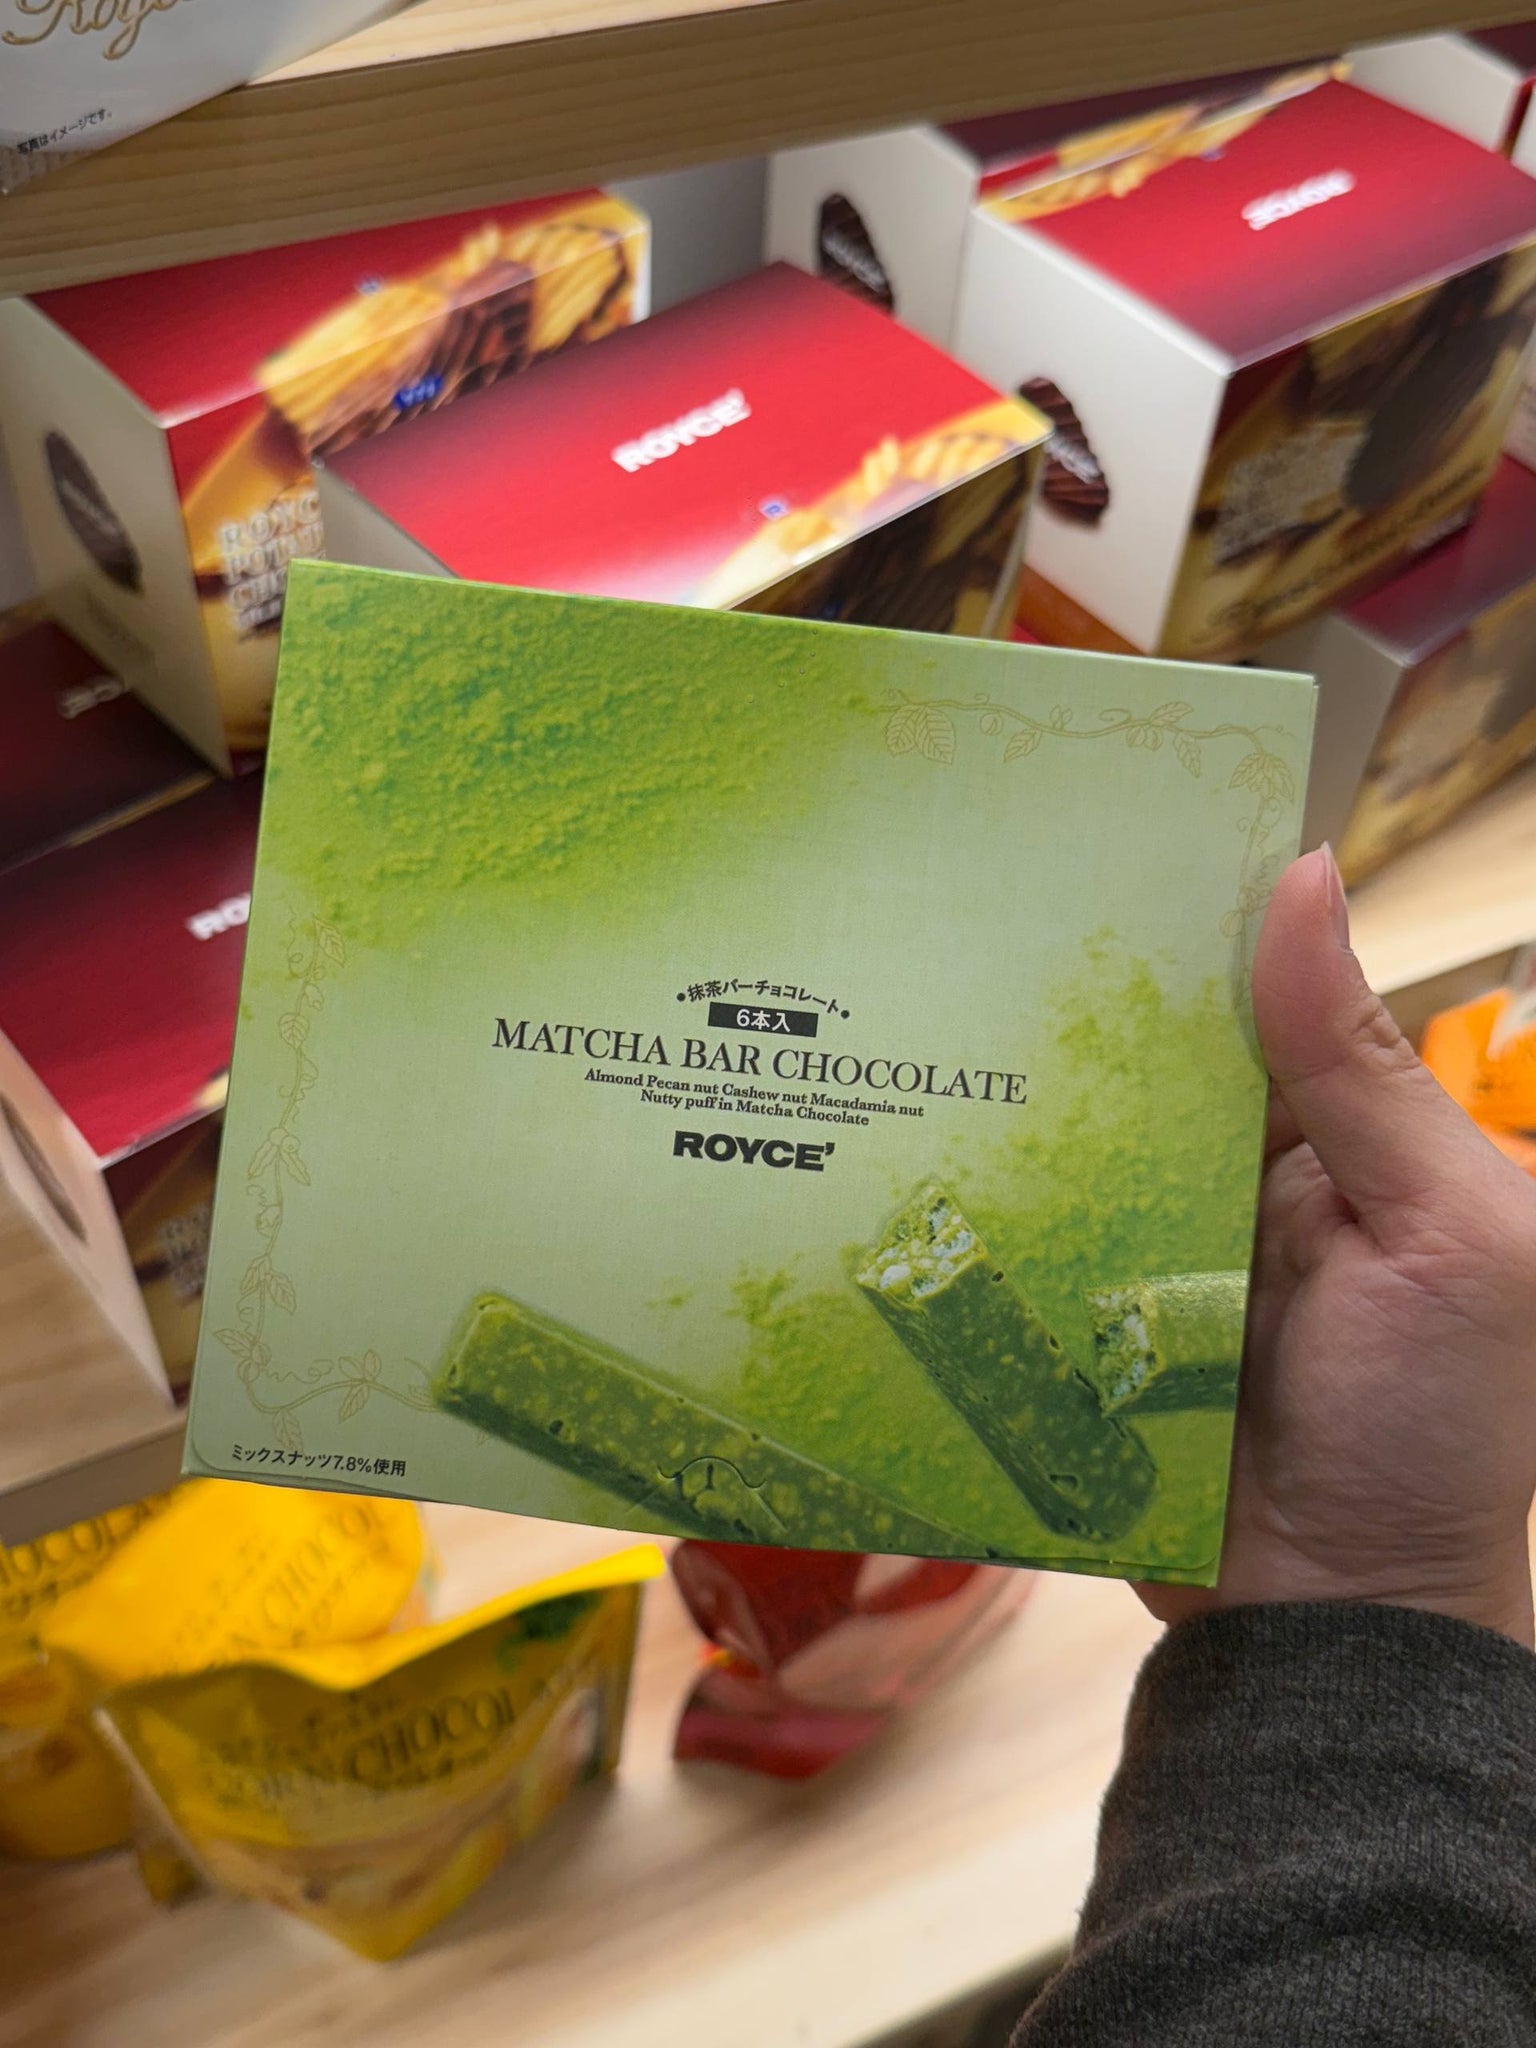 写真はイメージです。
ROYCE'
ROYCE'
抹茶バーチョコレート
6本入
MATCHA BAR CHOCOLATE
Almond Pecan nut Cashew nut Macadamia nut
Nutty puff in Matcha Chocolate
ROYCE'
ミックスナッツ7.8%使用